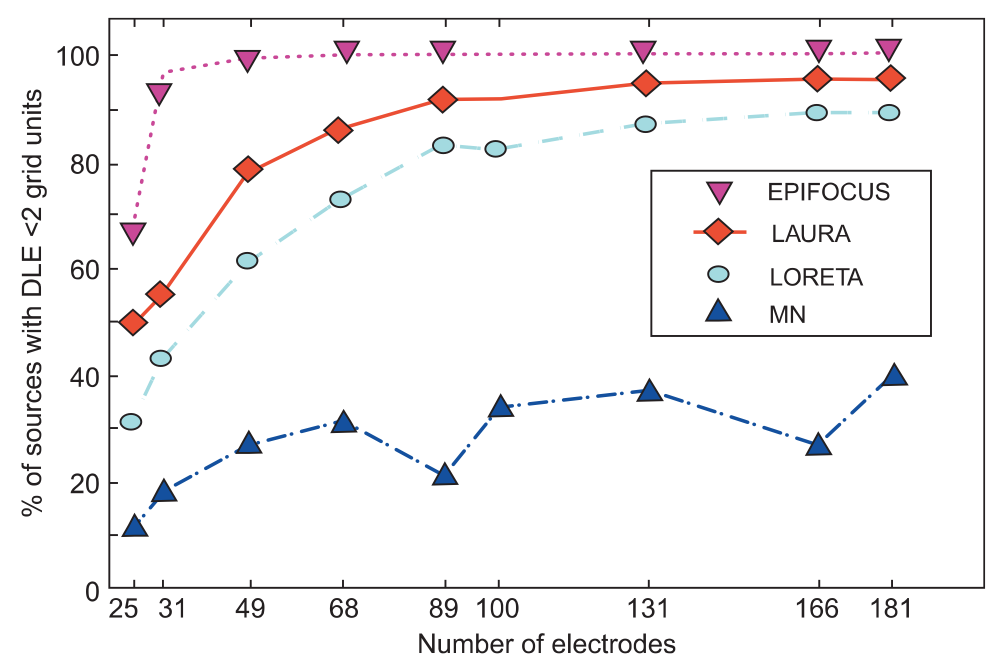 % of sources with DLE <2 grid units
100
80
60
40
20
0
EPIFOCUS
LAURA
LORETA
MN
25 31 49 68 89 100 131 166 181
Number of electrodes